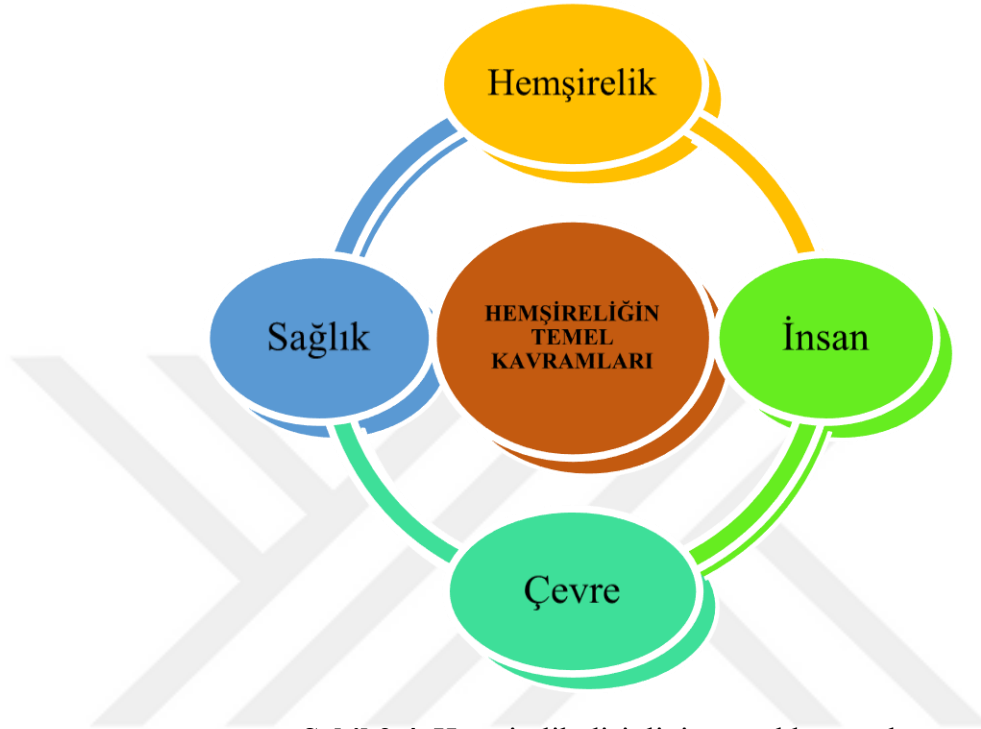 Hemşirelik
Sağlık
HEMŞİRELİĞİN
TEMEL
KAVRAMLARI
İnsan
Çevre